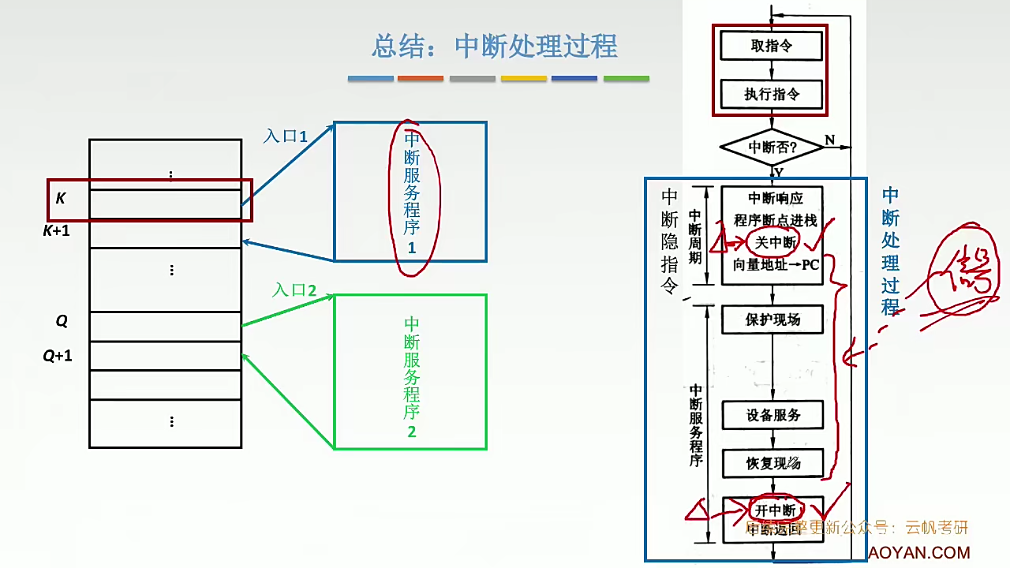 总结：中断处理过程
取指令
执行指令
中断否？
N
Y
入口1
中断服务程序1
⋮
K
K+1
⋮
入口2
中断服务程序2
Q
Q+1
⋮
中断隐指令
中断周期
中断响应
程序断点进栈
关中断
向量地址→PC
中断处理过程
中断服务程序
保护现场
设备服务
恢复现场
开中断
中断返回
更新公众号：云帆考研
AOYAN.COM